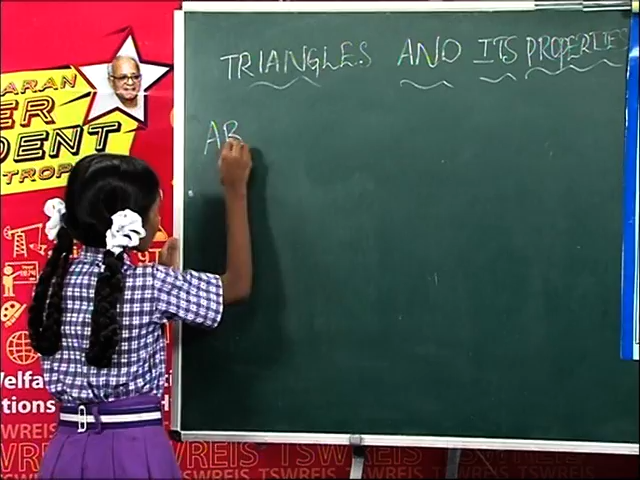 TRIANGLES AND ITS PROPERTIES
AB
ARAN
ER
DENT
TROP
Welfa
tions
TSWREIS TSWREIS TSWREIS